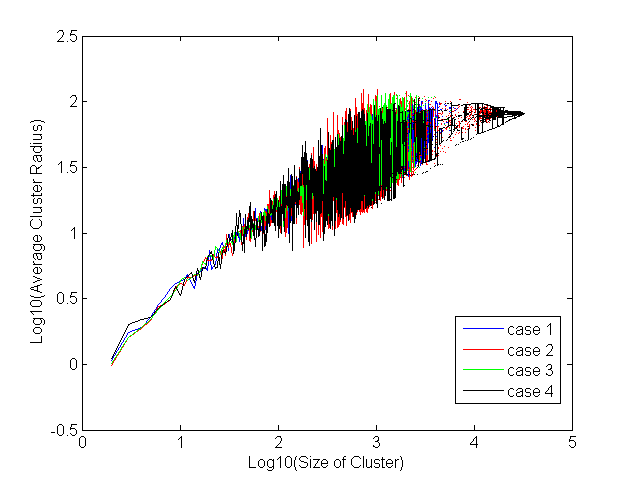 2.5
2
1.5
1
0.5
0
-0.5
Log10(Average Cluster Radius)
case 1
case 2
case 3
case 4
0 1 2 3 4 5
Log10(Size of Cluster)